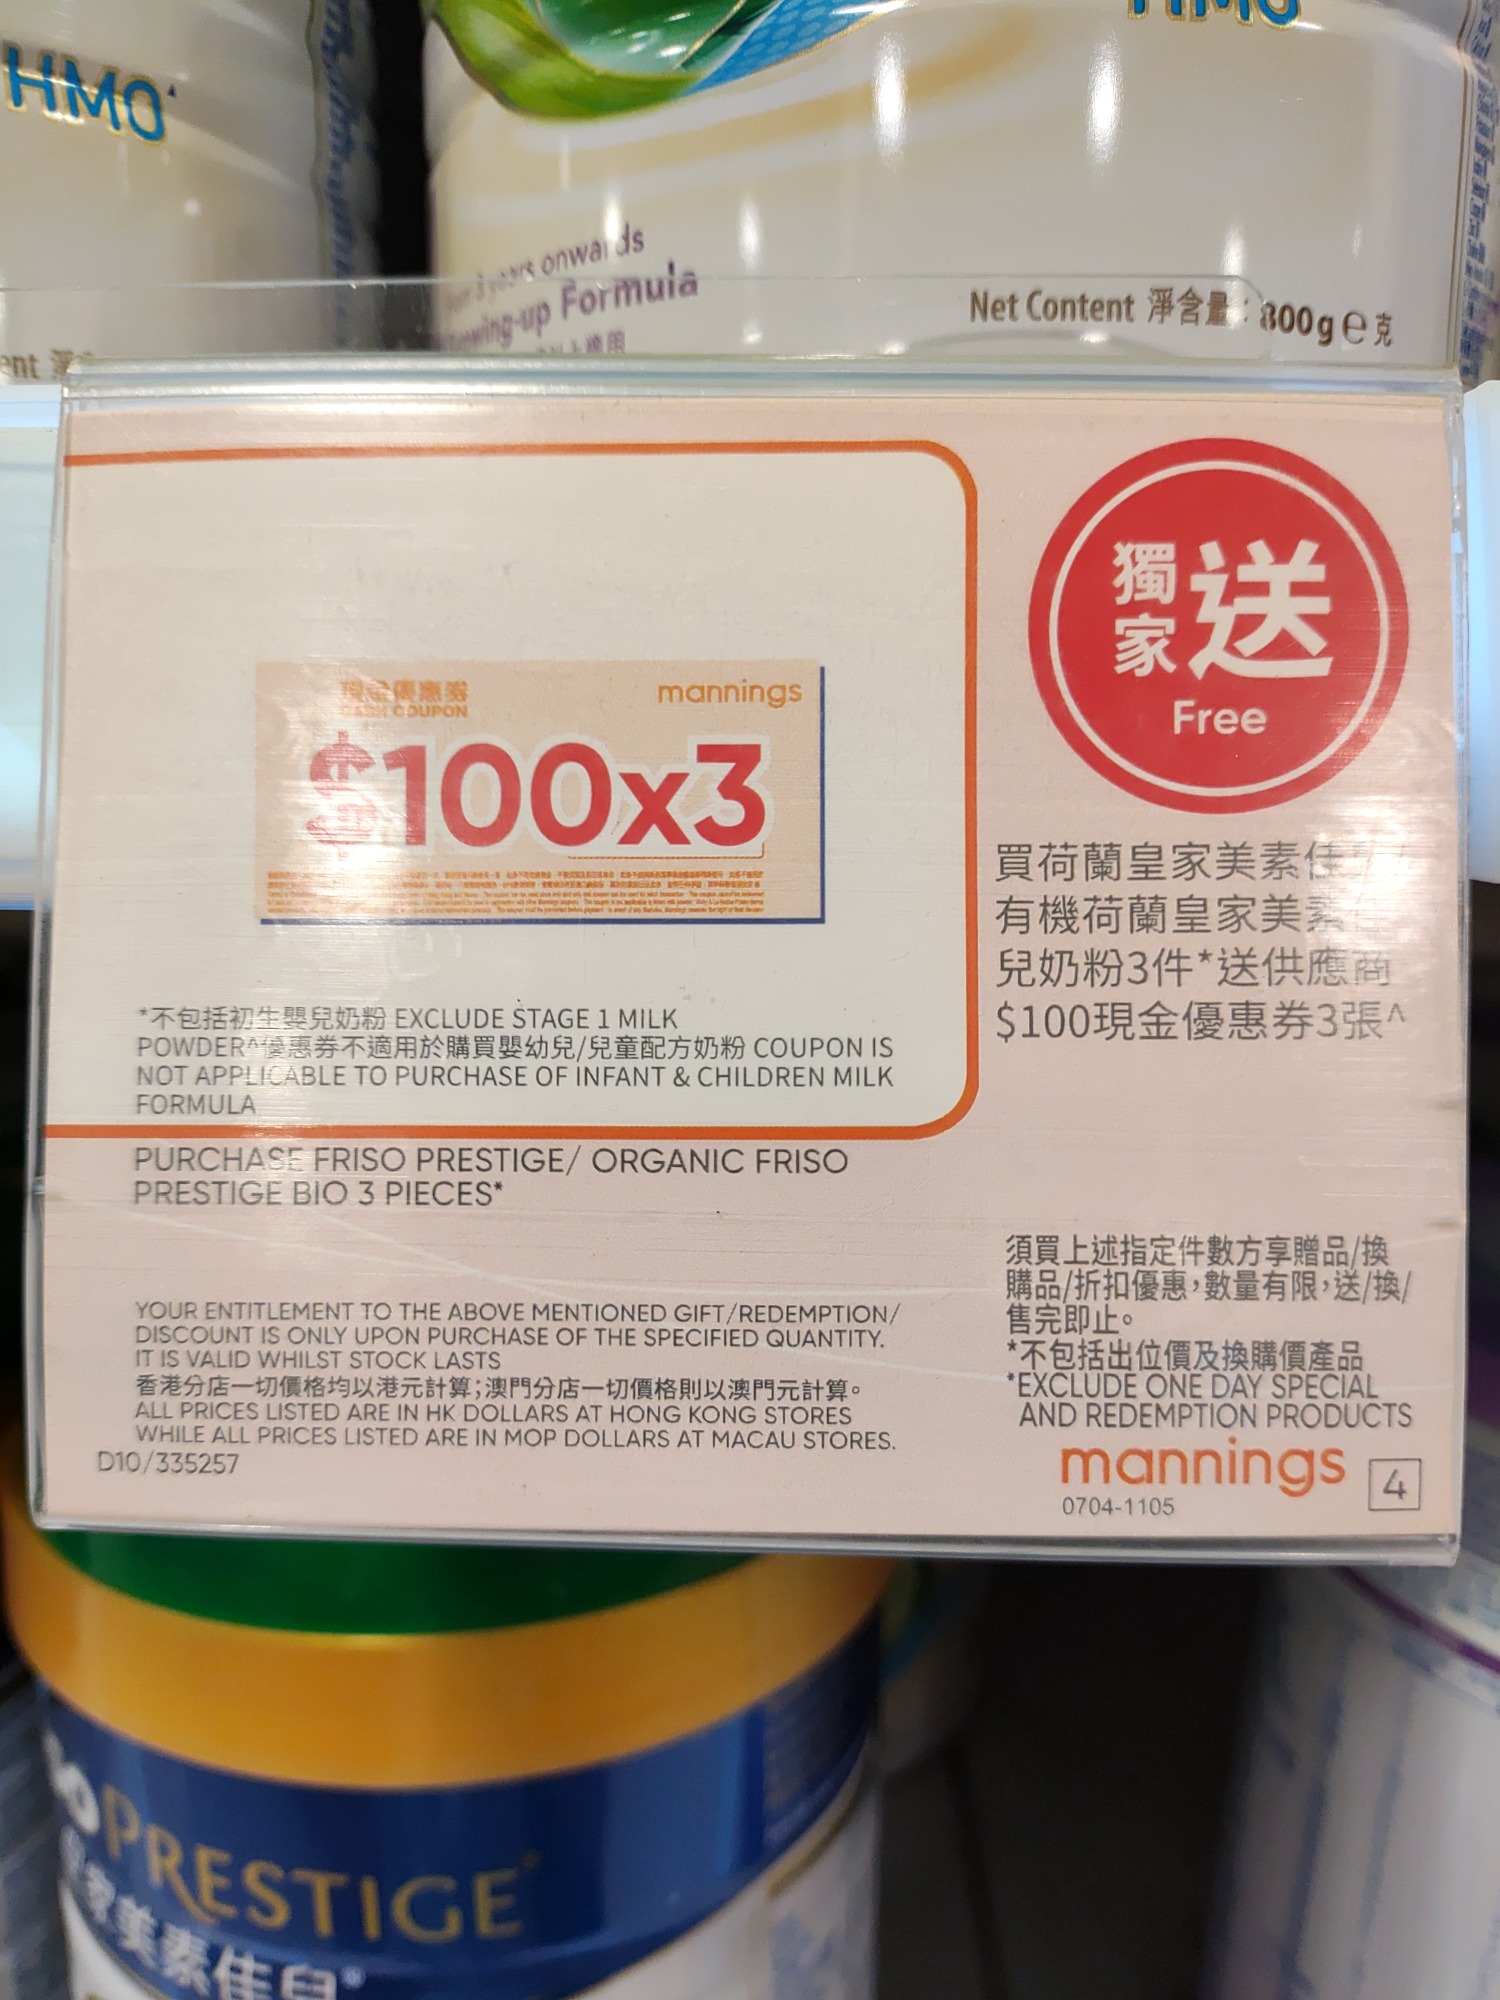 HMO
HMO
3 years onwards
Growing-up Formula
Net Content 淨含量: 800g e 克
獨家送
Free
現金優惠券
CASH COUPON
mannings
$100x3
買荷蘭皇家美素佳
有機荷蘭皇家美素
兒奶粉3件*送供應商
$100現金優惠券3張^
*不包括初生嬰兒奶粉 EXCLUDE STAGE 1 MILK
POWDER^優惠券不適用於購買嬰幼兒/兒童配方奶粉 COUPON IS
NOT APPLICABLE TO PURCHASE OF INFANT & CHILDREN MILK
FORMULA
PURCHASE FRISO PRESTIGE/ ORGANIC FRISO
PRESTIGE BIO 3 PIECES*
YOUR ENTITLEMENT TO THE ABOVE MENTIONED GIFT/REDEMPTION/
DISCOUNT IS ONLY UPON PURCHASE OF THE SPECIFIED QUANTITY.
IT IS VALID WHILST STOCK LASTS
香港分店一切價格均以港元計算;澳門分店一切價格則以澳門元計算。
ALL PRICES LISTED ARE IN HK DOLLARS AT HONG KONG STORES
WHILE ALL PRICES LISTED ARE IN MOP DOLLARS AT MACAU STORES.
D10/335257
須買上述指定件數方享贈品/換
購品/折扣優惠,數量有限,送/換/
售完即止。
*不包括出位價及換購價產品
*EXCLUDE ONE DAY SPECIAL
AND REDEMPTION PRODUCTS
mannings
0704-1105
4
PRESTIGE
家美素佳兒®